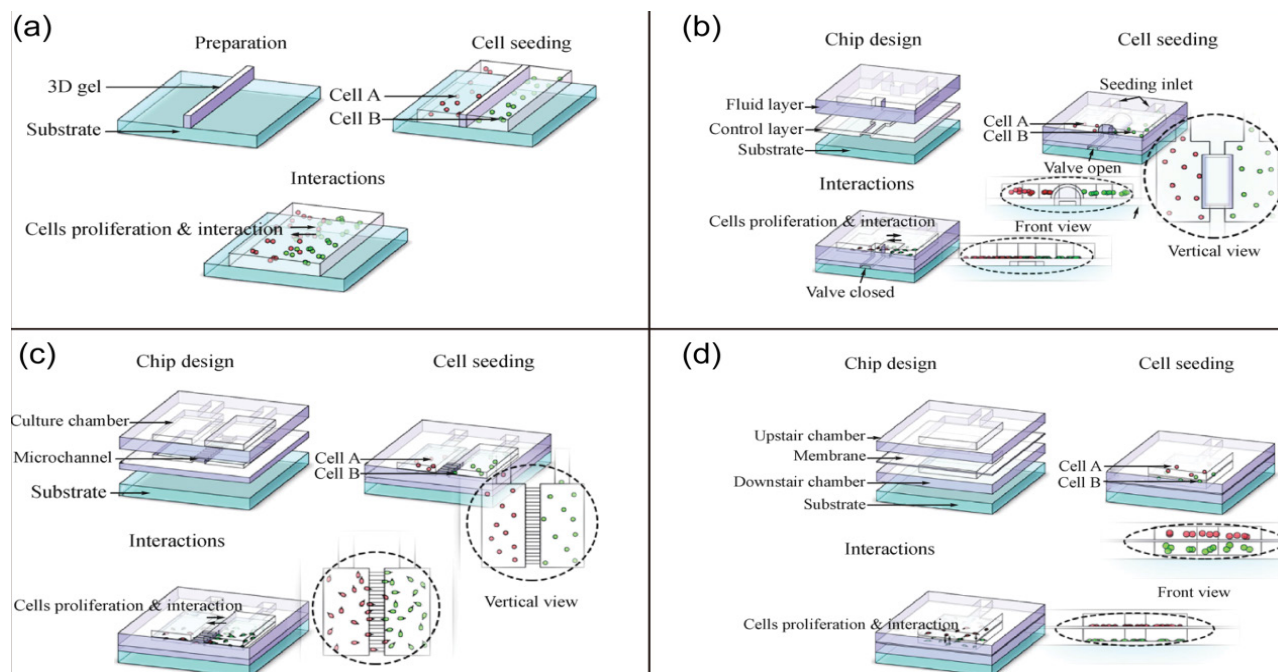 (a)
Preparation
Cell seeding
3D gel
Cell A
Cell B
Substrate
Interactions
Cells proliferation & interaction
(b)
Chip design
Cell seeding
Seeding inlet
Fluid layer
Control layer
Substrate
Cell A
Cell B
Valve open
Interactions
Cells proliferation & interaction
Front view
Vertical view
Valve closed
(c)
Chip design
Cell seeding
Culture chamber
Microchannel
Substrate
Cell A
Cell B
Interactions
Cells proliferation & interaction
Vertical view
(d)
Chip design
Cell seeding
Upstair chamber
Membrane
Downstair chamber
Substrate
Cell A
Cell B
Interactions
Front view
Cells proliferation & interaction